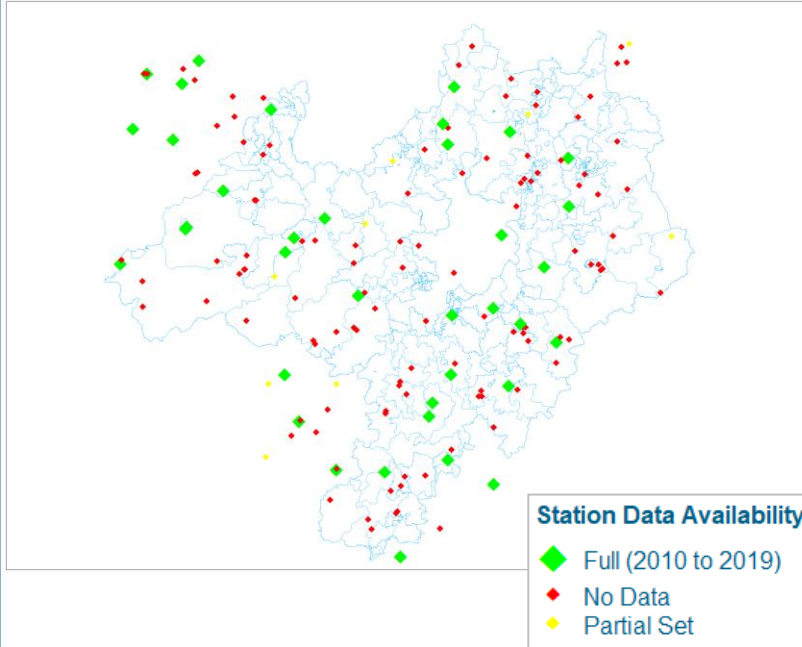 Station Data Availability
Full (2010 to 2019)
No Data
Partial Set